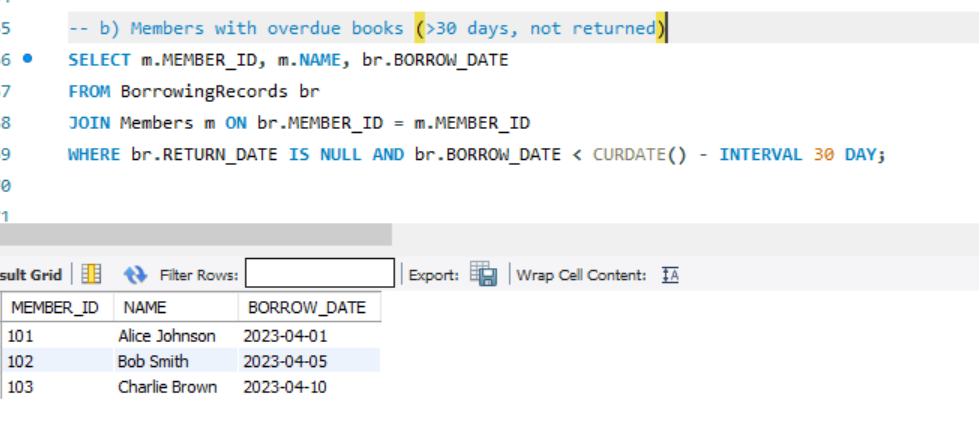 5 -- b) Members with overdue books (>30 days, not returned)
6 SELECT m.MEMBER_ID, m.NAME, br.BORROW_DATE
7 FROM BorrowingRecords br
8 JOIN Members m ON br.MEMBER_ID = m.MEMBER_ID
9 WHERE br.RETURN_DATE IS NULL AND br.BORROW_DATE < CURDATE() - INTERVAL 30 DAY;
0
1
sult Grid Filter Rows: Export: Wrap Cell Content: IA
MEMBER_ID NAME BORROW_DATE
101 Alice Johnson 2023-04-01
102 Bob Smith 2023-04-05
103 Charlie Brown 2023-04-10